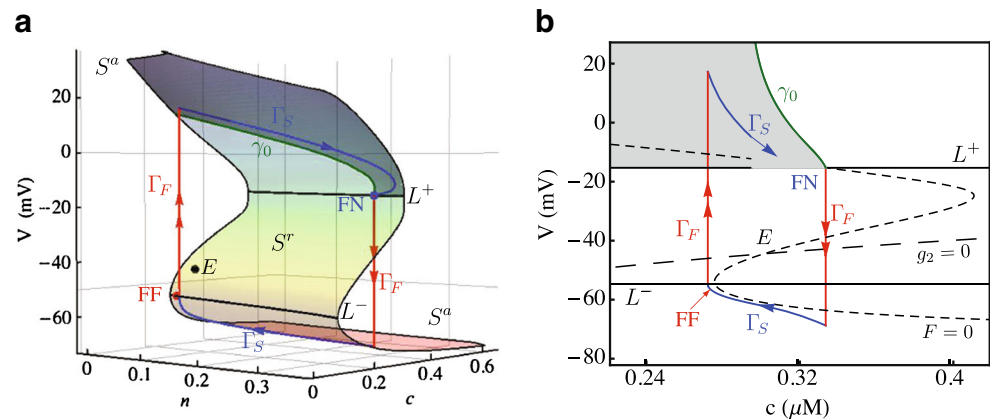 a
S^a
20
0
−20
−40
−60
V (mV)
Γ_S
γ_0
Γ_F
FN
L^+
S^r
E
FF
L^-
Γ_F
S^a
Γ_S
0
0.1
0.2
0.3
n
0
0.2
0.4
0.6
c
b
20
0
−20
−40
−60
−80
V (mV)
γ_0
Γ_S
L^+
FN
Γ_F
Γ_F
E
g_2 = 0
L^-
FF
Γ_S
F = 0
0.24
0.32
0.4
c (μM)